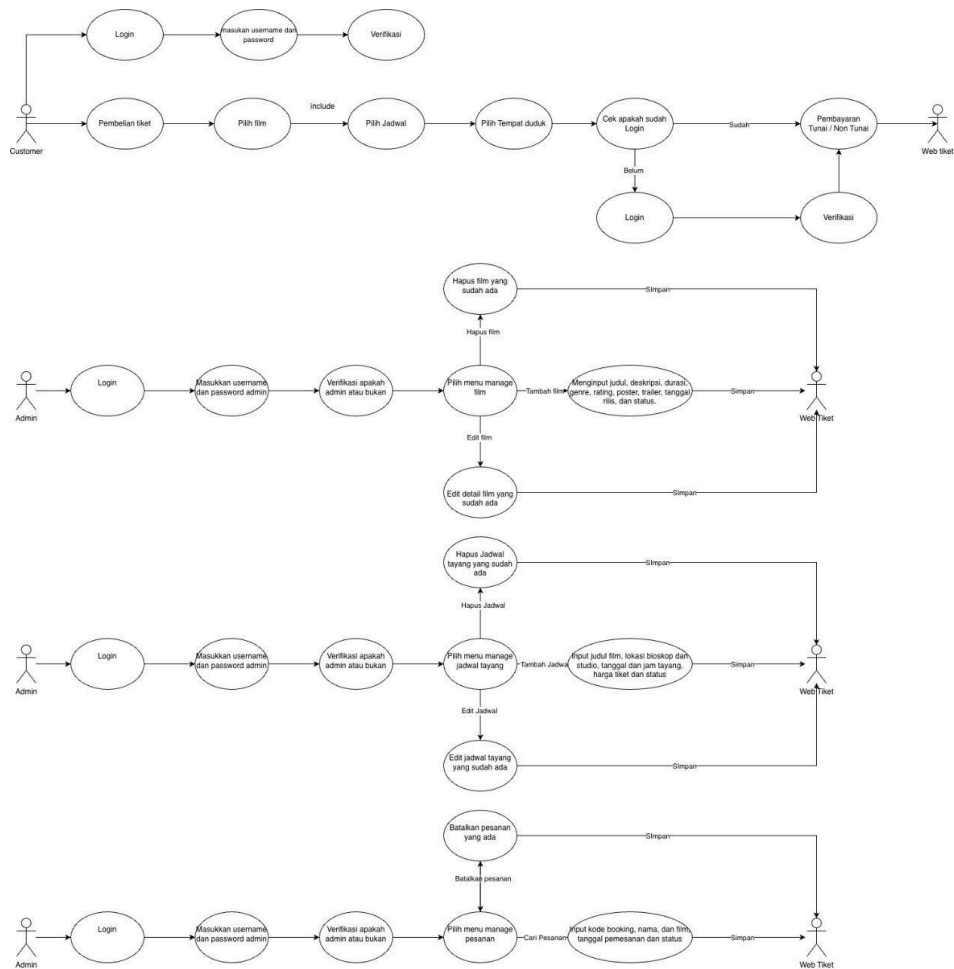 Login
masukan username dan
password
Verifikasi
Customer
Pembelian tiket
Pilih film
include
Pilih Jadwal
Pilih Tempat duduk
Cek apakah sudah
Login
Sudah
Pembayaran
Tunai / Non Tunai
Web tiket
Belum
Login
Verifikasi
Hapus film yang
sudah ada
SImpan
Hapus film
Admin
Login
Masukkan username
dan password admin
Verifikasi apakah
admin atau bukan
Pilih menu manage
film
Tambah film
Menginput judul, deskripsi, durasi,
genre, rating, poster, trailer, tanggal
rilis, dan status.
Simpan
Web Tiket
Edit film
Edit detail film yang
sudah ada
SImpan
Hapus Jadwal
tayang yang sudah
ada
SImpan
Hapus Jadwal
Admin
Login
Masukkan username
dan password admin
Verifikasi apakah
admin atau bukan
Pilih menu manage
jadwal tayang
Tambah Jadwa
Input judul film, lokasi bioskop dan
studio, tanggal dan jam tayang,
harga tiket dan status
Simpan
Web Tiket
Edit Jadwal
Edit jadwal tayang
yang sudah ada
SImpan
Batalkan pesanan
yang ada
SImpan
Batalkan pesanan
Admin
Login
Masukkan username
dan password admin
Verifikasi apakah
admin atau bukan
Pilih menu manage
pesanan
Cari Pesanan
Input kode booking, nama, dan film,
tanggal pemesanan dan status
Simpan
Web Tiket